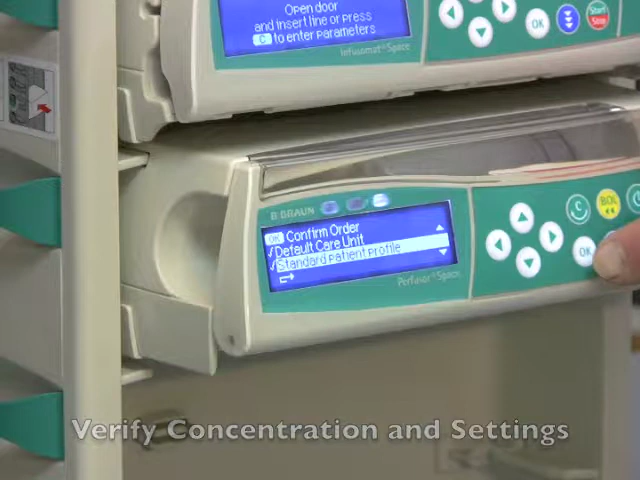 Open door
and insert line or press
C to enter parameters
Infusomat® Space
OK
Start
Stop
B BRAUN
OK Confirm Order
✓Default Care Unit
✓Standard patient profile
Perfusor® Space
C
BOL
OK
Verify Concentration and Settings